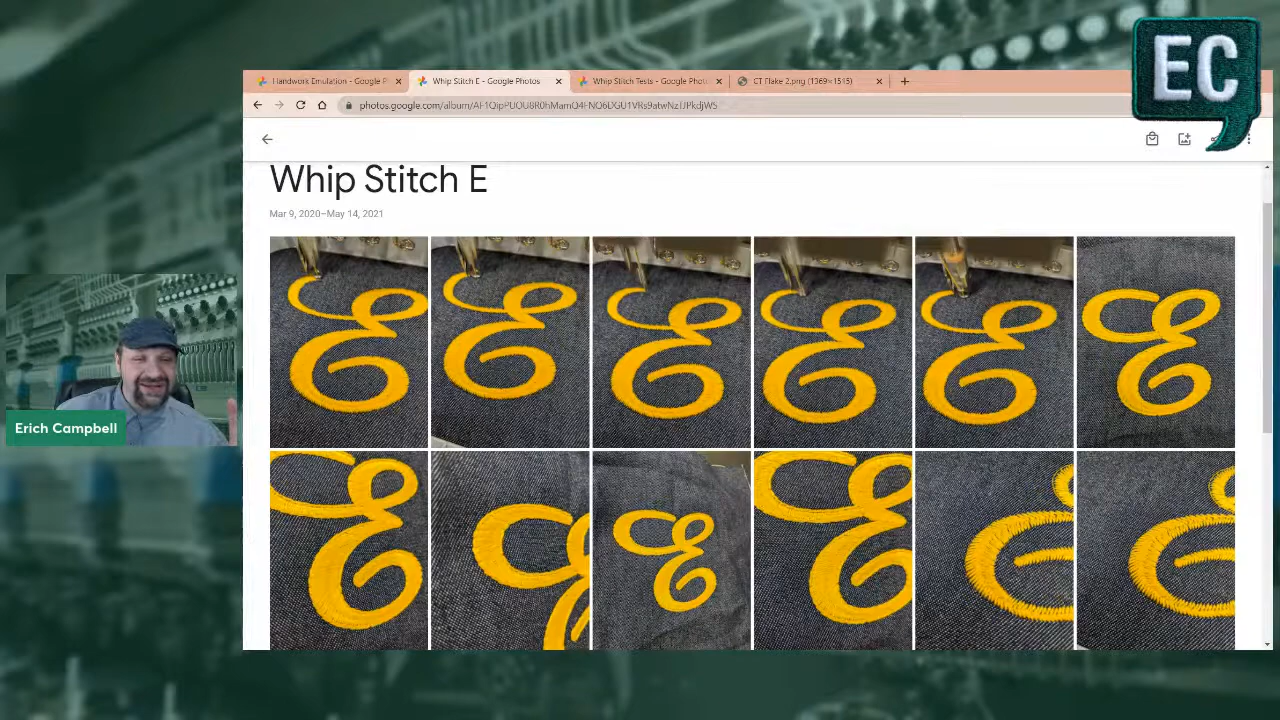 EC
Handwork Emulation - Google P
Whip Stitch E - Google Photos
Whip Stitch Tests - Google Phot
CT Flake 2.png (1369×1515)
Whip Stitch E
Mar 9, 2020–May 14, 2021
Erich Campbell